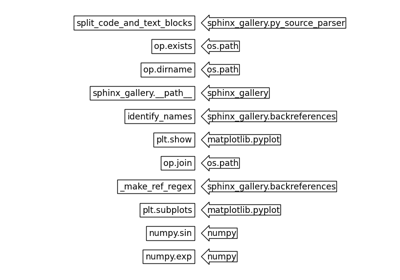 split_code_and_text_blocks sphinx_gallery.py_source_parser
op.exists os.path
op.dirname os.path
sphinx_gallery.__path__ sphinx_gallery
identify_names sphinx_gallery.backreferences
plt.show matplotlib.pyplot
op.join os.path
_make_ref_regex sphinx_gallery.backreferences
plt.subplots matplotlib.pyplot
numpy.sin numpy
numpy.exp numpy